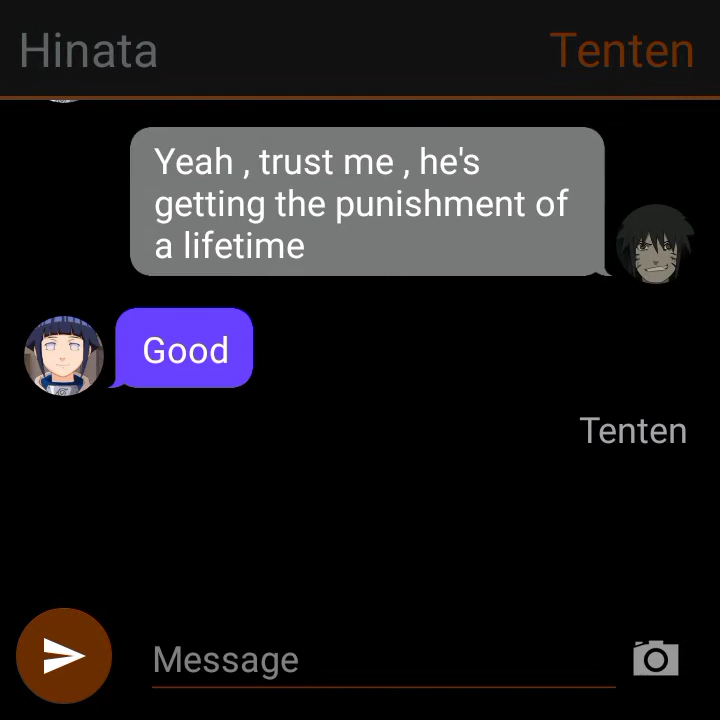 Hinata
Tenten
Yeah , trust me , he's
getting the punishment of
a lifetime
Good
Tenten
Message